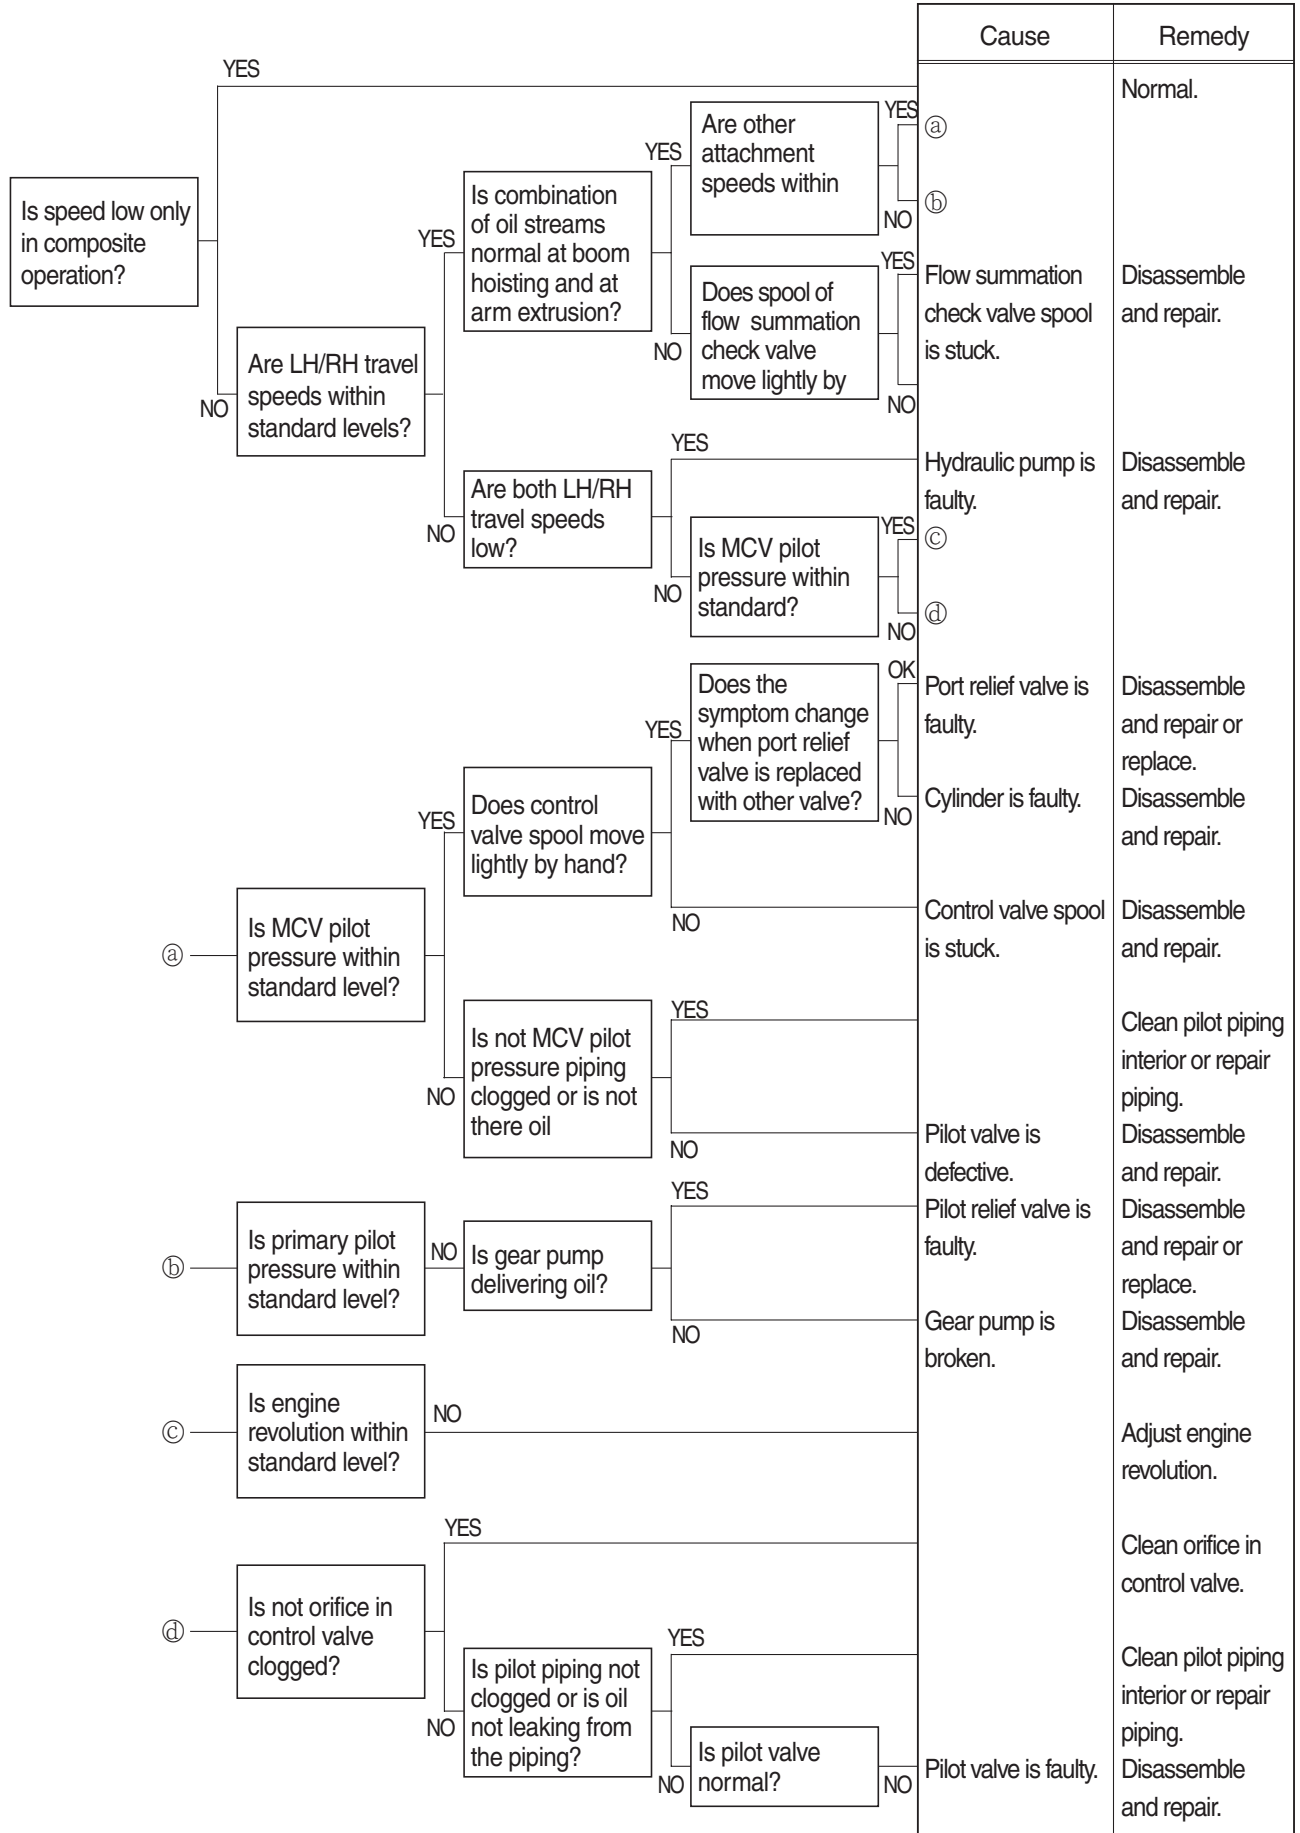 Cause
Remedy
YES
Normal.
Are other
attachment
speeds within
YES
ⓐ
NO
ⓑ
YES
Is speed low only
in composite
operation?
Is combination
of oil streams
normal at boom
hoisting and at
arm extrusion?
YES
NO
Does spool of
flow  summation
check valve
move lightly by
YES
NO
Flow summation
check valve spool
is stuck.
Disassemble
and repair.
NO
Are LH/RH travel
speeds within
standard levels?
NO
Are both LH/RH
travel speeds
low?
YES
Hydraulic pump is
faulty.
Disassemble
and repair.
NO
Is MCV pilot
pressure within
standard?
YES
ⓒ
NO
ⓓ
Does the
symptom change
when port relief
valve is replaced
with other valve?
OK
Port relief valve is
faulty.
Disassemble
and repair or
replace.
NO
Cylinder is faulty.
Disassemble
and repair.
YES
YES
Does control
valve spool move
lightly by hand?
NO
Control valve spool
is stuck.
Disassemble
and repair.
ⓐ
Is MCV pilot
pressure within
standard level?
NO
Is not MCV pilot
pressure piping
clogged or is not
there oil
YES
Clean pilot piping
interior or repair
piping.
NO
Pilot valve is
defective.
Disassemble
and repair.
ⓑ
Is primary pilot
pressure within
standard level?
NO
Is gear pump
delivering oil?
YES
Pilot relief valve is
faulty.
Disassemble
and repair or
replace.
NO
Gear pump is
broken.
Disassemble
and repair.
ⓒ
Is engine
revolution within
standard level?
NO
Adjust engine
revolution.
ⓓ
Is not orifice in
control valve
clogged?
YES
Clean orifice in
control valve.
NO
Is pilot piping not
clogged or is oil
not leaking from
the piping?
YES
Clean pilot piping
interior or repair
piping.
NO
Is pilot valve
normal?
NO
Pilot valve is faulty.
Disassemble
and repair.